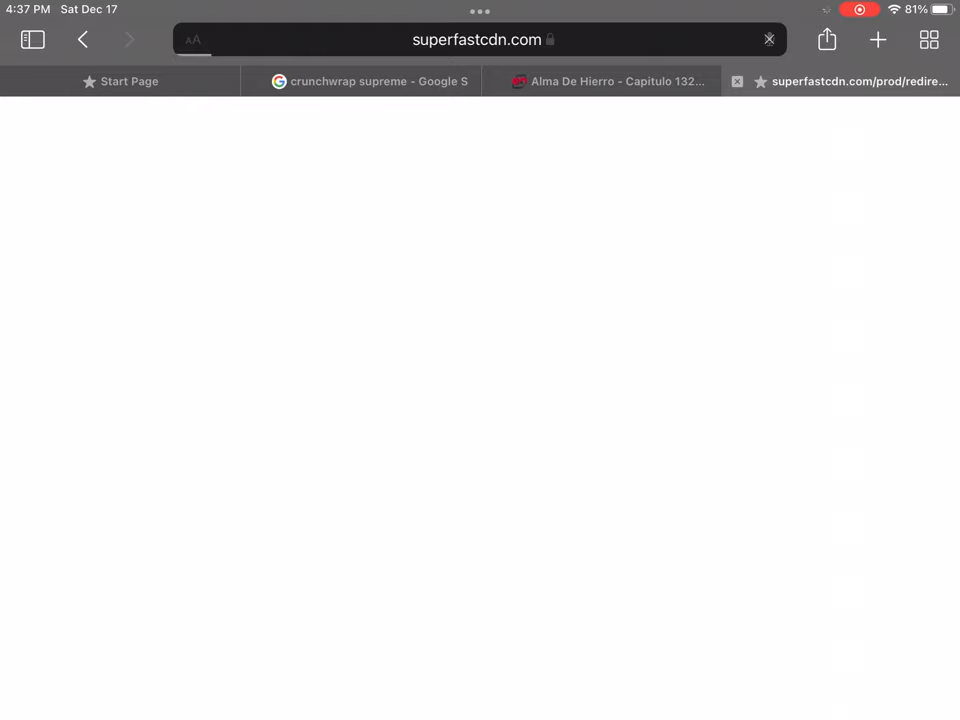 4:37 PM Sat Dec 17 81%
AA superfastcdn.com
Start Page crunchwrap supreme - Google S Alma De Hierro - Capitulo 132... superfastcdn.com/prod/redire...